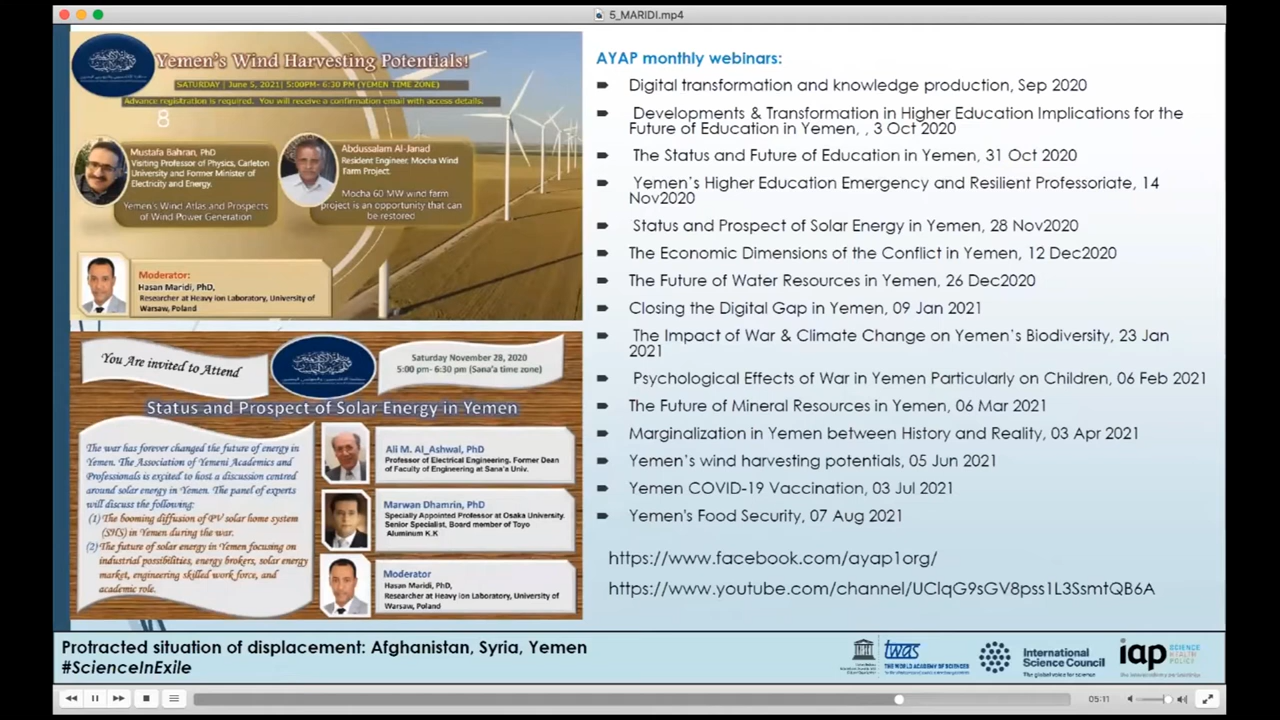 5_MARIDI.mp4
Yemen's Wind Harvesting Potentials!
SATURDAY | June 5, 2021| 5:00PM- 6:30 PM (YEMEN TIME ZONE)
Advance registration is required. You will receive a confirmation email with access details.
8
Mustafa Bahran, PhD
Visiting Professor of Physics, Carleton
University and Former Minister of
Electricity and Energy.
Yemen's Wind Atlas and Prospects
of Wind Power Generation
Abdussalam Al-Janad
Resident Engineer Mocha Wind
Farm Project.
Mocha 60 MW wind farm
project is an opportunity that can
be restored
Moderator:
Hasan Maridi, PhD,
Researcher at Heavy ion Laboratory, University of
Warsaw, Poland
You Are invited to Attend
Saturday November 28, 2020
5:00 pm- 6:30 pm (Sana'a time zone)
Status and Prospect of Solar Energy in Yemen
The war has forever changed the future of energy in
Yemen. The Association of Yemeni Academics and
Professionals is excited to host a discussion centred
around solar energy in Yemen. The panel of experts
will discuss the following:
(1) The booming diffusion of PV solar home system
(SHS) in Yemen during the war.
(2) The future of solar energy in Yemen focusing on
industrial possibilities, energy brokers, solar energy
market, engineering skilled work force, and
academic role.
Ali M. Al_Ashwal, PhD
Professor of Electrical Engineering. Former Dean
of Faculty of Engineering at Sana'a Univ.
Marwan Dhamrin, PhD
Specially Appointed Professor at Osaka University.
Senior Specialist, Board member of Toyo
Aluminum K.K
Moderator
Hasan Maridi, PhD,
Researcher at Heavy ion Laboratory, University of
Warsaw, Poland
AYAP monthly webinars:
Digital transformation and knowledge production, Sep 2020
Developments & Transformation in Higher Education Implications for the
Future of Education in Yemen, , 3 Oct 2020
The Status and Future of Education in Yemen, 31 Oct 2020
Yemen's Higher Education Emergency and Resilient Professoriate, 14
Nov2020
Status and Prospect of Solar Energy in Yemen, 28 Nov2020
The Economic Dimensions of the Conflict in Yemen, 12 Dec2020
The Future of Water Resources in Yemen, 26 Dec2020
Closing the Digital Gap in Yemen, 09 Jan 2021
The Impact of War & Climate Change on Yemen's Biodiversity, 23 Jan
2021
Psychological Effects of War in Yemen Particularly on Children, 06 Feb 2021
The Future of Mineral Resources in Yemen, 06 Mar 2021
Marginalization in Yemen between History and Reality, 03 Apr 2021
Yemen's wind harvesting potentials, 05 Jun 2021
Yemen COVID-19 Vaccination, 03 Jul 2021
Yemen's Food Security, 07 Aug 2021
https://www.facebook.com/ayap1org/
https://www.youtube.com/channel/UClqG9sGV8pss1L3SsmtQB6A
Protracted situation of displacement: Afghanistan, Syria, Yemen
#ScienceInExile
twas
THE WORLD ACADEMY OF SCIENCES
International
Science Council
The global voice for science
iap SCIENCE
HEALTH
POLICY
05:11